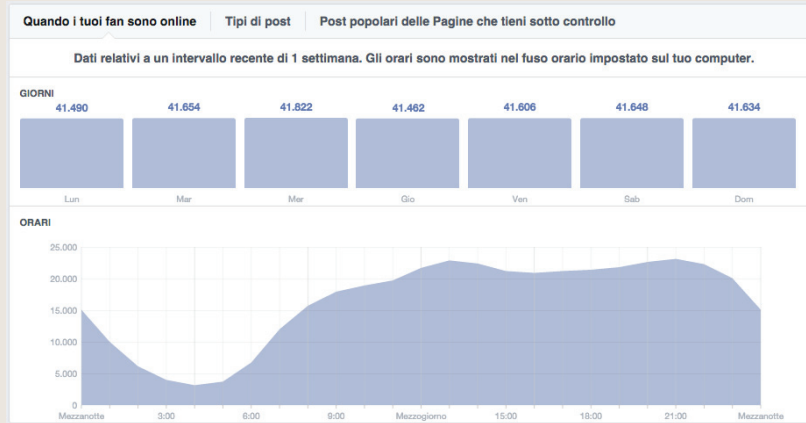 Quando i tuoi fan sono online Tipi di post Post popolari delle Pagine che tieni sotto controllo
Dati relativi a un intervallo recente di 1 settimana. Gli orari sono mostrati nel fuso orario impostato sul tuo computer.
GIORNI
41.490 41.654 41.822 41.462 41.606 41.648 41.634
Lun Mar Mer Gio Ven Sab Dom
ORARI
25.000
20.000
15.000
10.000
5.000
0
Mezzanotte 3:00 6:00 9:00 Mezzogiorno 15:00 18:00 21:00 Mezzanotte